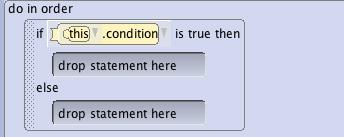 do in order
if this .condition is true then
drop statement here
else
drop statement here